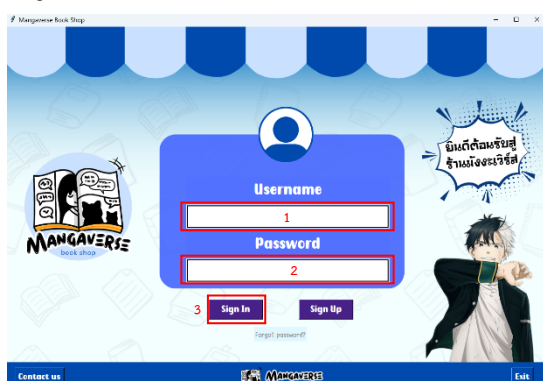 Mangaverse Book Shop
ยินดีต้อนรับสู่
ร้านมังงะเวิร์ส
Username
1
MANGAVERSE
book shop
Password
2
3
Sign In
Sign Up
Forgot password?
Contact us
MANGAVERSE
Exit